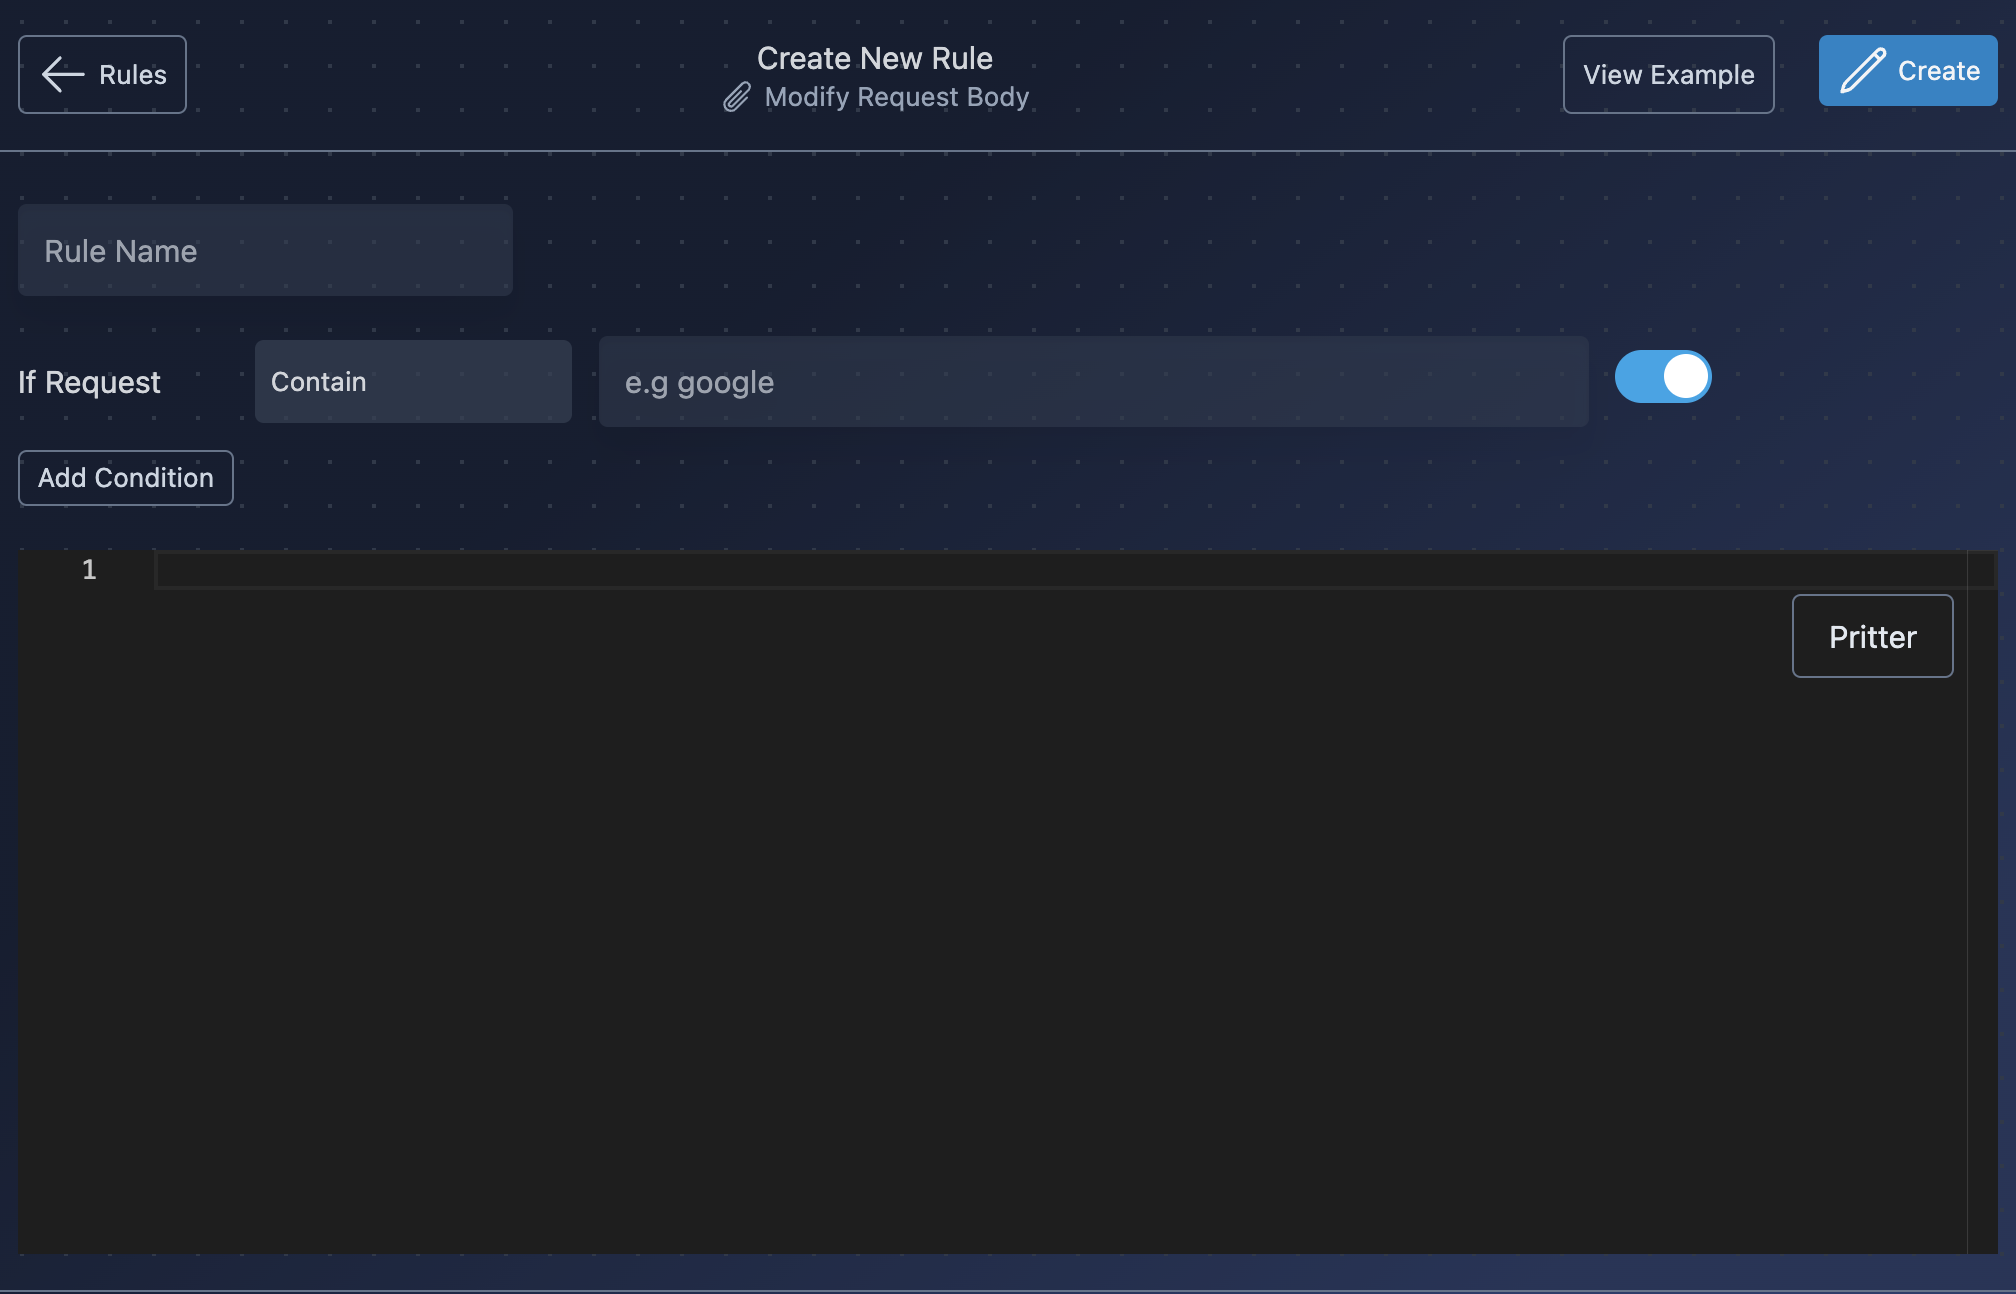 Rules
Create New Rule
Modify Request Body
View Example
Create
Rule Name
If Request
Contain
e.g google
Add Condition
1
Pritter